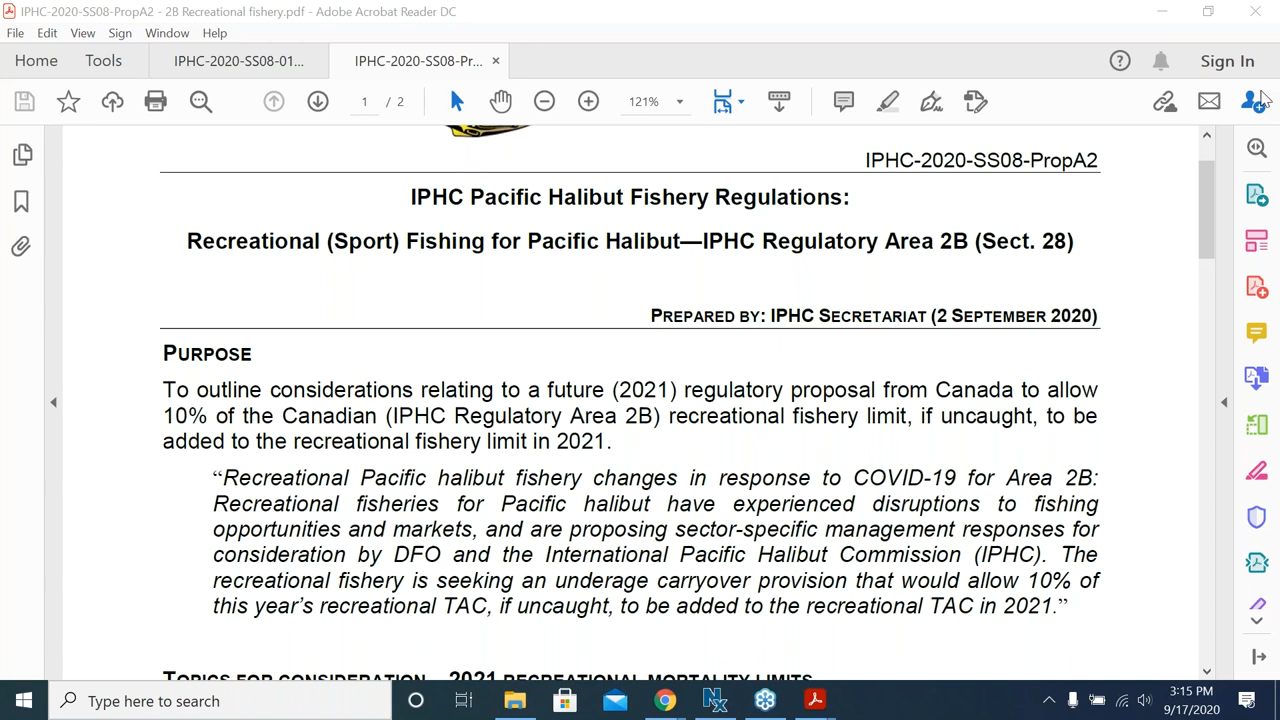 IPHC-2020-SS08-PropA2 - 2B Recreational fishery.pdf - Adobe Acrobat Reader DC
File Edit View Sign Window Help
Home Tools IPHC-2020-SS08-01... IPHC-2020-SS08-Pr... × Sign In
1 / 2 121%
IPHC-2020-SS08-PropA2
IPHC Pacific Halibut Fishery Regulations:
Recreational (Sport) Fishing for Pacific Halibut—IPHC Regulatory Area 2B (Sect. 28)
PREPARED BY: IPHC SECRETARIAT (2 SEPTEMBER 2020)
PURPOSE
To outline considerations relating to a future (2021) regulatory proposal from Canada to allow
10% of the Canadian (IPHC Regulatory Area 2B) recreational fishery limit, if uncaught, to be
added to the recreational fishery limit in 2021.
“Recreational Pacific halibut fishery changes in response to COVID-19 for Area 2B:
Recreational fisheries for Pacific halibut have experienced disruptions to fishing
opportunities and markets, and are proposing sector-specific management responses for
consideration by DFO and the International Pacific Halibut Commission (IPHC). The
recreational fishery is seeking an underage carryover provision that would allow 10% of
this year’s recreational TAC, if uncaught, to be added to the recreational TAC in 2021.”
TOPICS FOR CONSIDERATION – 2021 RECREATIONAL MORTALITY LIMITS
Type here to search
3:15 PM
9/17/2020